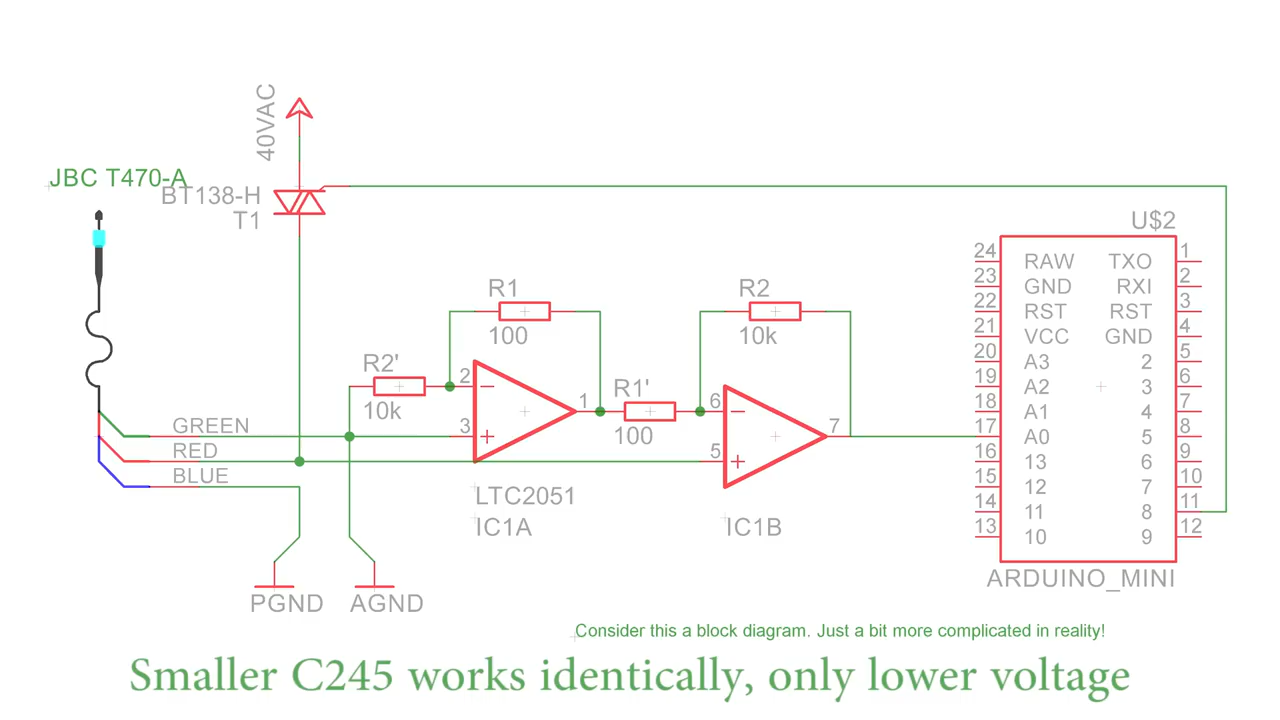 40VAC
JBC T470-A
BT138-H
T1
U$2
24 RAW TXO 1
23 GND RXI 2
22 RST RST 3
21 VCC GND 4
20 A3 2 5
19 A2 3 6
18 A1 4 7
17 A0 5 8
16 13 6 9
15 12 7 10
14 11 8 11
13 10 9 12
ARDUINO_MINI
R1
100
R2
10k
R2'
10k
2
3
1
R1'
100
6
5
7
GREEN
RED
BLUE
LTC2051
IC1A
IC1B
PGND
AGND
Consider this a block diagram. Just a bit more complicated in reality!
Smaller C245 works identically, only lower voltage